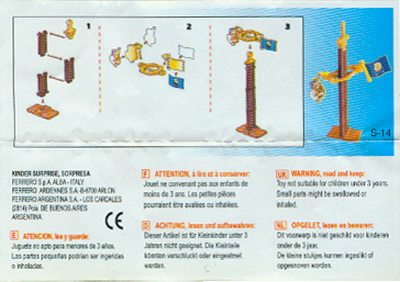 1
2
3
S-14
KINDER SURPRISE, SORPRESA
FERRERO S.p.A. ALBA - ITALY
FERRERO ARDENNES S.A. B-6700 ARLON
FERRERO ARGENTINA S.A. - LOS CARDALES
(2814) Pcia. DE BUENOS AIRES
ARGENTINA
CE
E ATENCION, lea y guarde:
Juguete no apto para menores de 3 años.
Las partes pequeñas podrían ser ingeridas
o inhaladas.
F ATTENTION, à lire et à conserver:
Jouet ne convenant pas aux enfants de
moins de 3 ans. Les petites pièces
pourraient être avalées ou inhalées.
D ACHTUNG, lesen und aufbewahren:
Dieser Artikel ist für Kleinkinder unter 3
Jahren nicht geeignet. Die Kleinteile
könnten verschluckt oder eingeatmet
werden.
UK WARNING, read and keep:
Toy not suitable for children under 3 years.
Small parts might be swallowed or
inhaled.
NL OPGELET, lezen en bewaren:
Dit voorwerp is niet geschikt voor kinderen
onder de 3 jaar.
De kleine stukjes kunnen ingeslikt of
opgesnoven worden.